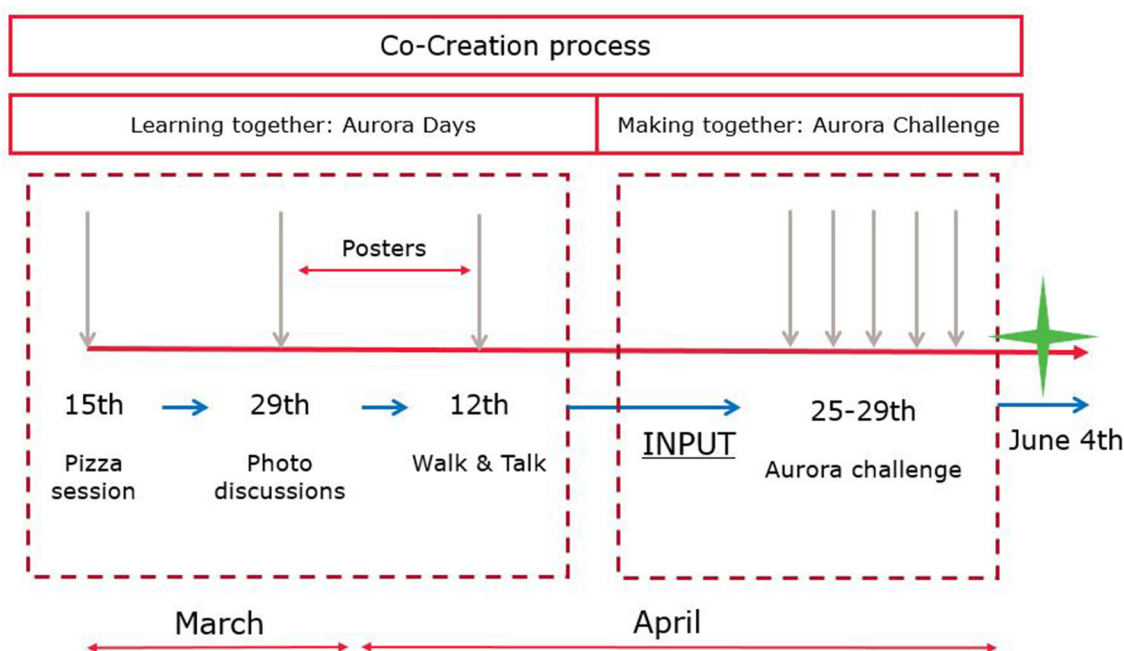 Co-Creation process
Learning together: Aurora Days
Making together: Aurora Challenge
Posters
15th
29th
12th
25-29th
INPUT
June 4th
Pizza
session
Photo
discussions
Walk & Talk
Aurora challenge
March
April